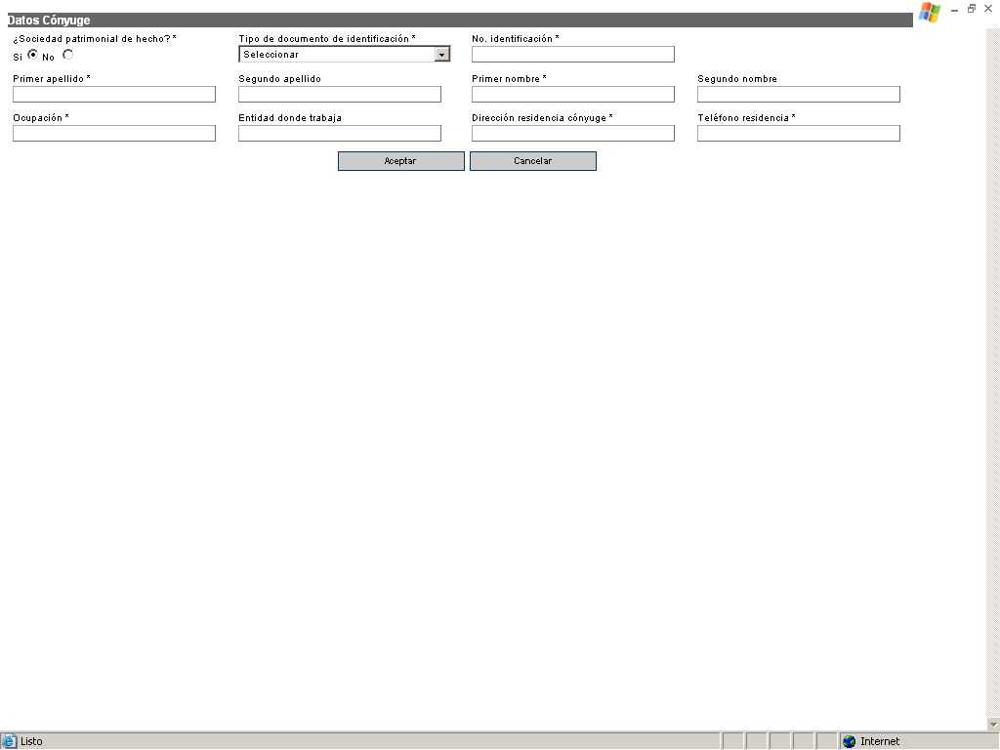 Datos Cónyuge
¿Sociedad patrimonial de hecho? * Tipo de documento de identificación * No. identificación *
Si No Seleccionar
Primer apellido * Segundo apellido Primer nombre * Segundo nombre
Ocupación * Entidad donde trabaja Dirección residencia cónyuge * Teléfono residencia *
Aceptar Cancelar
Listo Internet